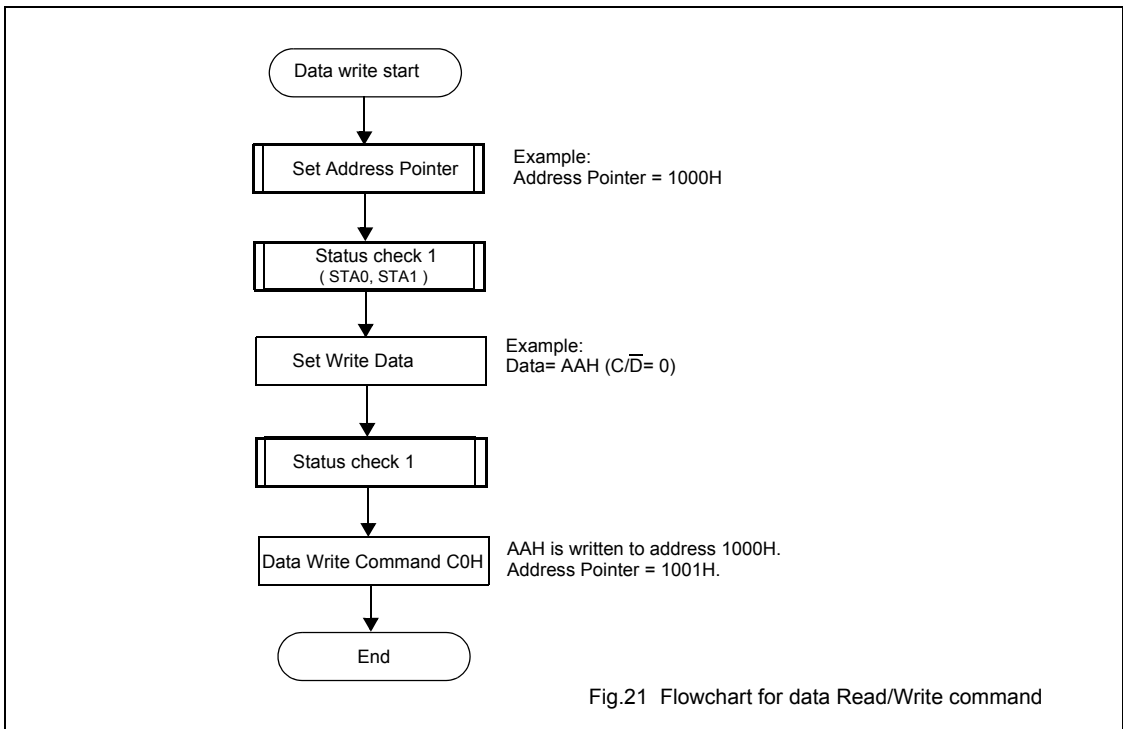 Data write start
Set Address Pointer
Example:
Address Pointer = 1000H
Status check 1
( STA0, STA1 )
Set Write Data
Example:
Data= AAH (C/D̅= 0)
Status check 1
Data Write Command C0H
AAH is written to address 1000H.
Address Pointer = 1001H.
End
Fig.21 Flowchart for data Read/Write command